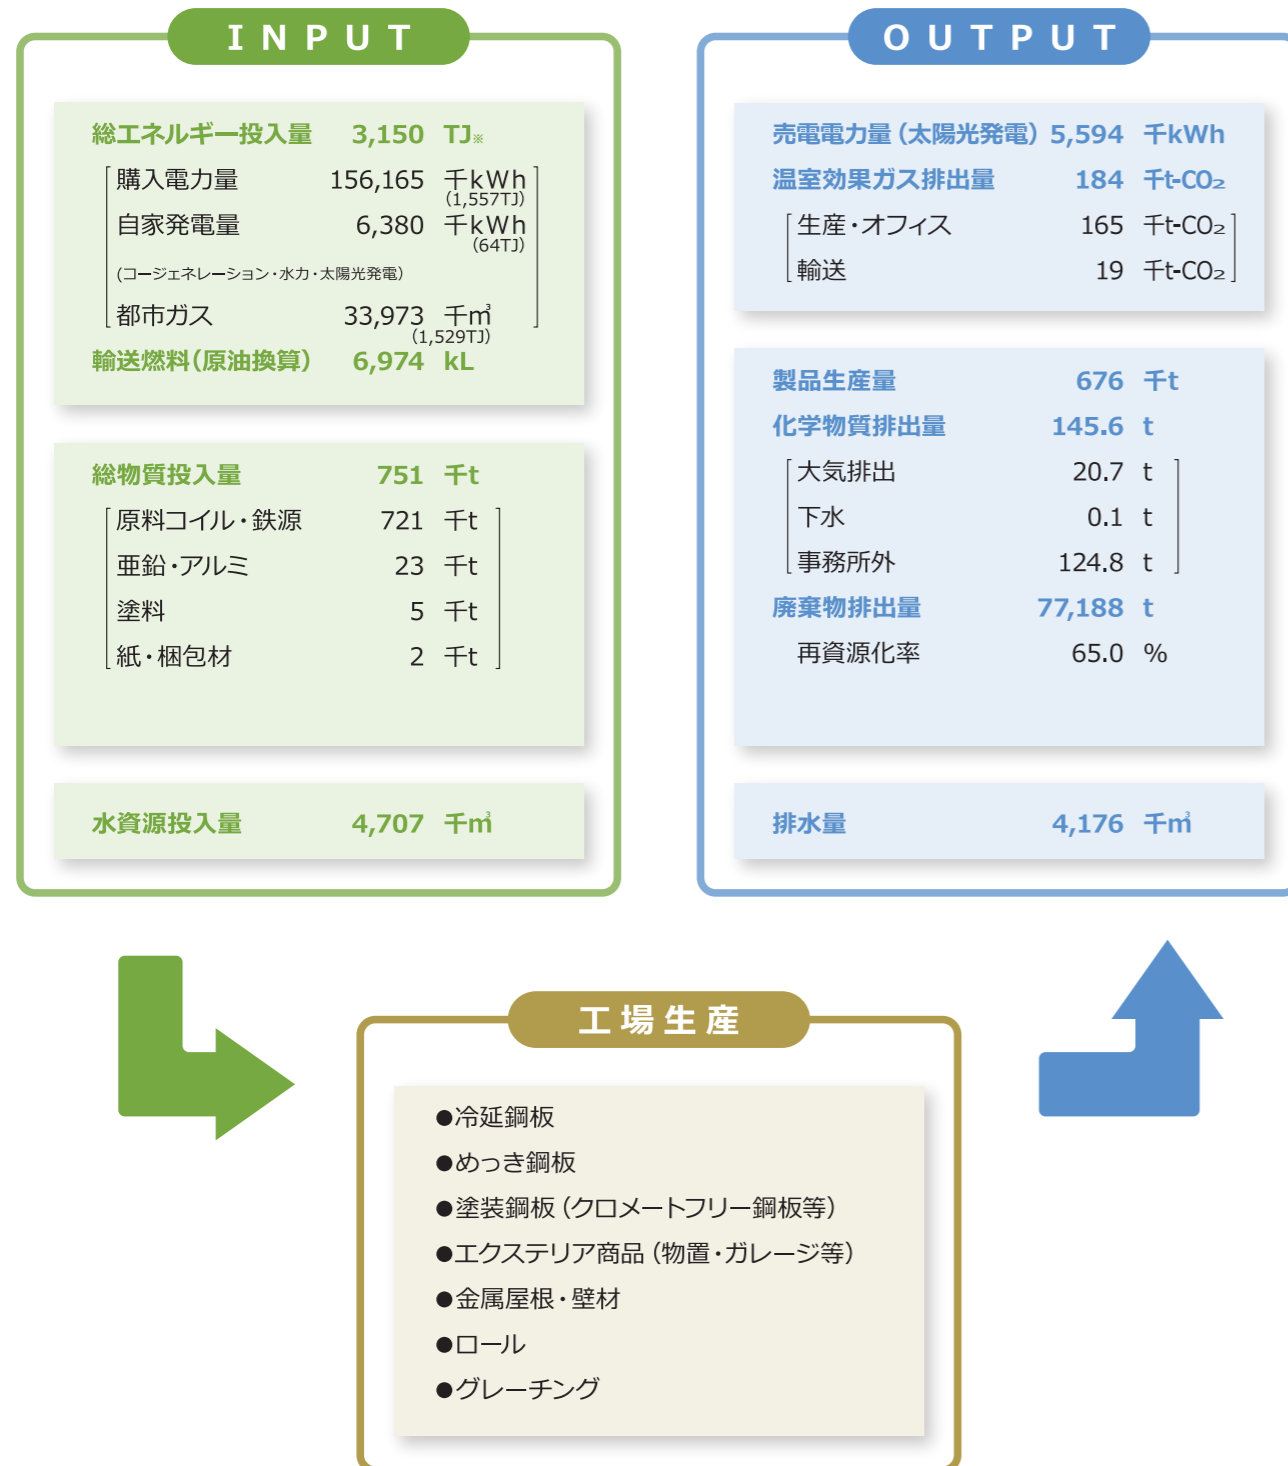 INPUT
総エネルギー投入量 3,150 TJ※
購入電力量 156,165 千kWh
(1,557TJ)
自家発電量 6,380 千kWh
(64TJ)
(コージェネレーション・水力・太陽光発電)
都市ガス 33,973 千㎥
(1,529TJ)
輸送燃料(原油換算) 6,974 kL
総物質投入量 751 千t
原料コイル・鉄源 721 千t
亜鉛・アルミ 23 千t
塗料 5 千t
紙・梱包材 2 千t
水資源投入量 4,707 千㎥
OUTPUT
売電電力量(太陽光発電) 5,594 千kWh
温室効果ガス排出量 184 千t-CO₂
生産・オフィス 165 千t-CO₂
輸送 19 千t-CO₂
製品生産量 676 千t
化学物質排出量 145.6 t
大気排出 20.7 t
下水 0.1 t
事務所外 124.8 t
廃棄物排出量 77,188 t
再資源化率 65.0 %
排水量 4,176 千㎥
工場生産
●冷延鋼板
●めっき鋼板
●塗装鋼板(クロメートフリー鋼板等)
●エクステリア商品(物置・ガレージ等)
●金属屋根・壁材
●ロール
●グレーチング